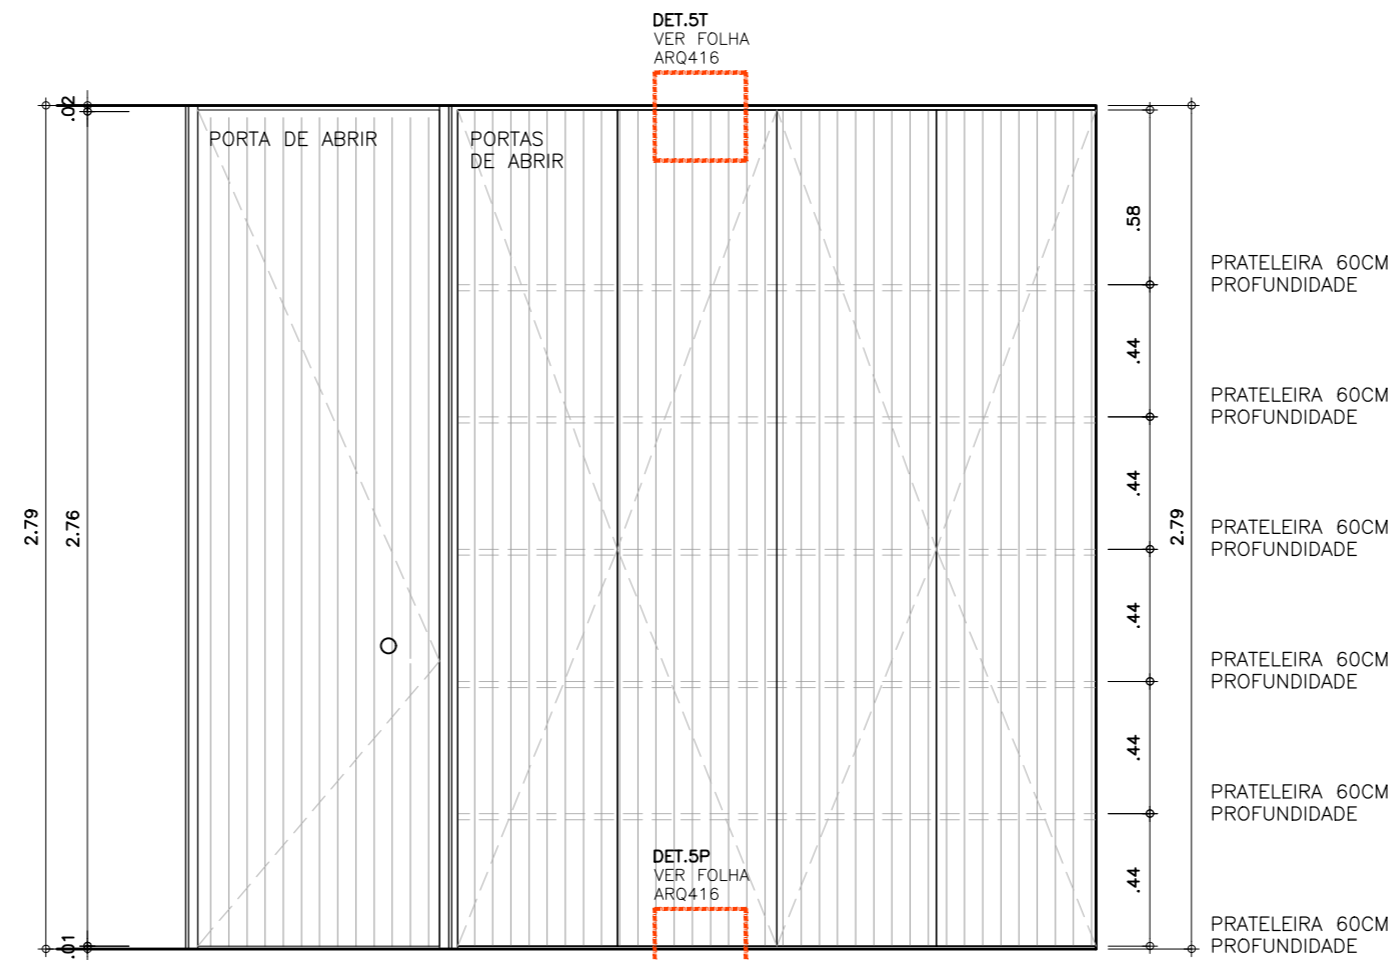 DET.5T
VER FOLHA
ARQ416
.02
PORTA DE ABRIR
PORTAS
DE ABRIR
.58
PRATELEIRA 60CM
PROFUNDIDADE
.44
PRATELEIRA 60CM
PROFUNDIDADE
.44
2.79
2.76
2.79
PRATELEIRA 60CM
PROFUNDIDADE
.44
PRATELEIRA 60CM
PROFUNDIDADE
.44
PRATELEIRA 60CM
PROFUNDIDADE
DET.5P
VER FOLHA
ARQ416
.44
PRATELEIRA 60CM
PROFUNDIDADE
.01